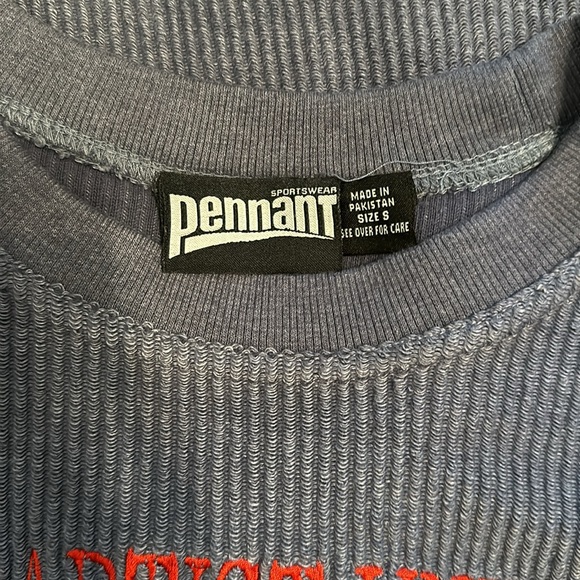 SPORTSWEAR
pennant
MADE IN
PAKISTAN
SIZE S
SEE OVER FOR CARE